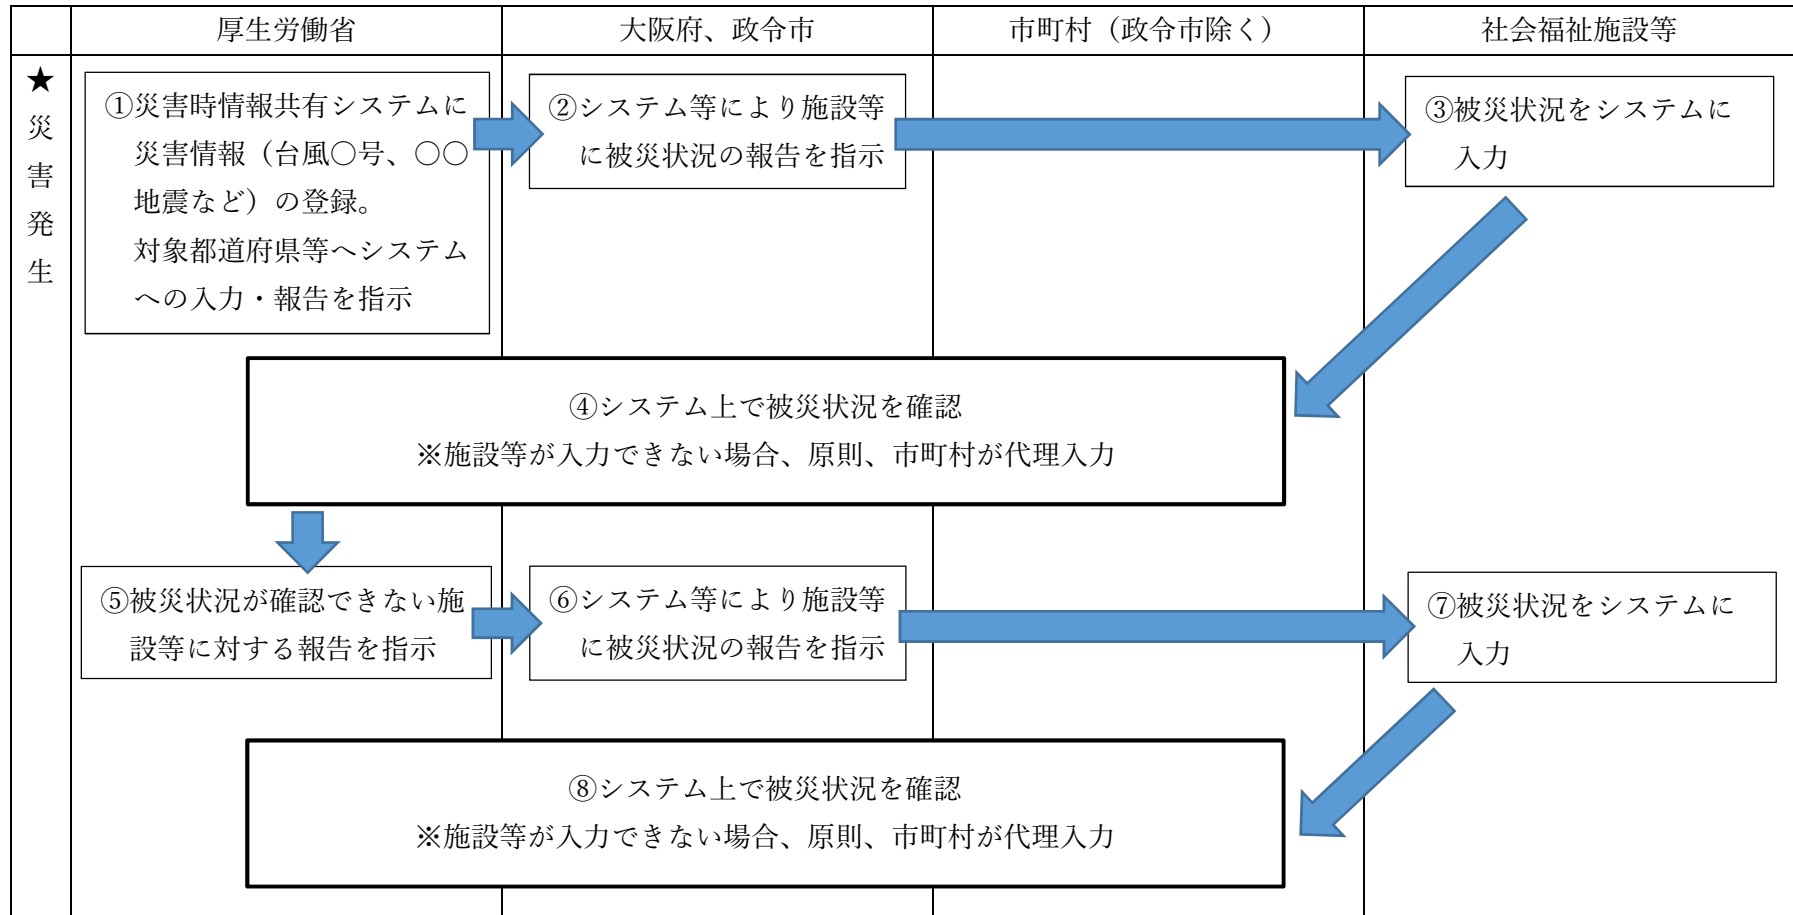 厚生労働省
大阪府、政令市
市町村（政令市除く）
社会福祉施設等
★災害発生
①災害時情報共有システムに
災害情報（台風〇号、〇〇
地震など）の登録。
対象都道府県等へシステム
への入力・報告を指示
②システム等により施設等
に被災状況の報告を指示
③被災状況をシステムに
入力
④システム上で被災状況を確認
※施設等が入力できない場合、原則、市町村が代理入力
⑤被災状況が確認できない施
設等に対する報告を指示
⑥システム等により施設等
に被災状況の報告を指示
⑦被災状況をシステムに
入力
⑧システム上で被災状況を確認
※施設等が入力できない場合、原則、市町村が代理入力